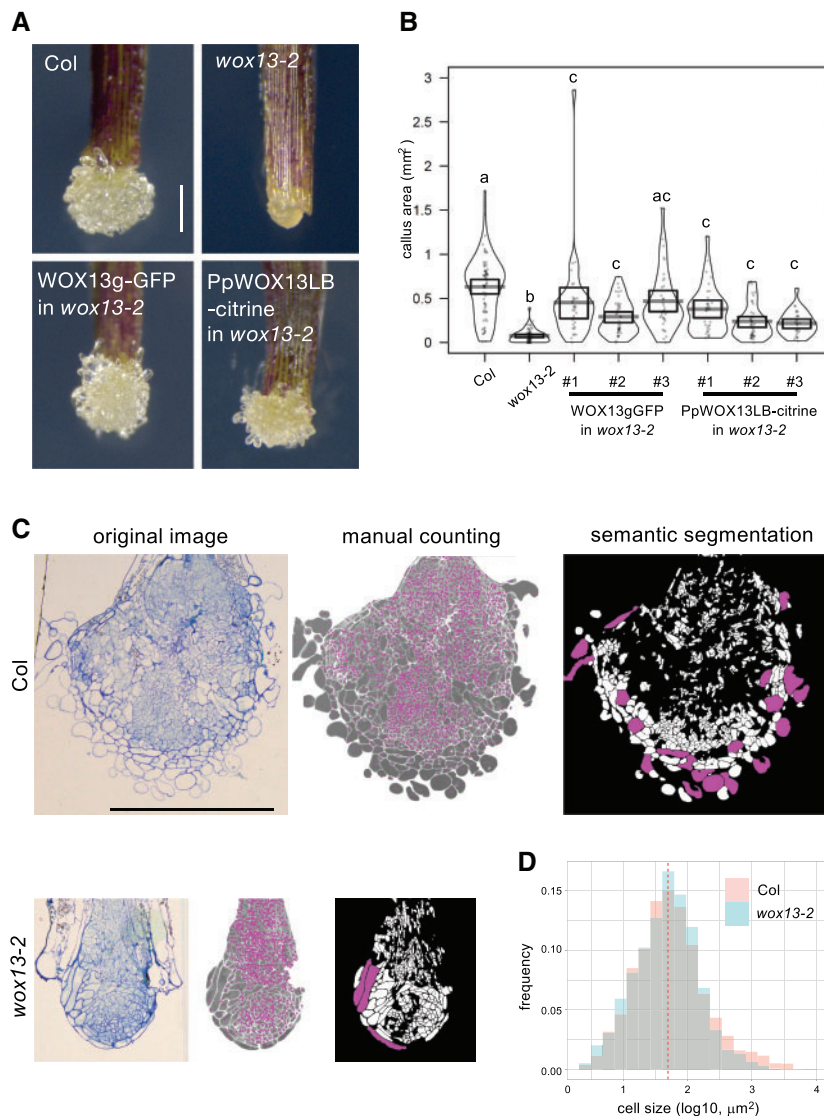 A
Col
wox13-2
WOX13g-GFP
in wox13-2
PpWOX13LB
-citrine
in wox13-2
B
callus area (mm2)
3
2.5
2
1.5
1
0.5
0
a
b
c
c
ac
c
c
c
Col
wox13-2
#1 #2 #3
WOX13gGFP
in wox13-2
#1 #2 #3
PpWOX13LB-citrine
in wox13-2
C
original image manual counting semantic segmentation
Col
wox13-2
D
Col
wox13-2
frequency
0.15
0.10
0.05
0.00
0 1 2 3 4
cell size (log10, μm2)